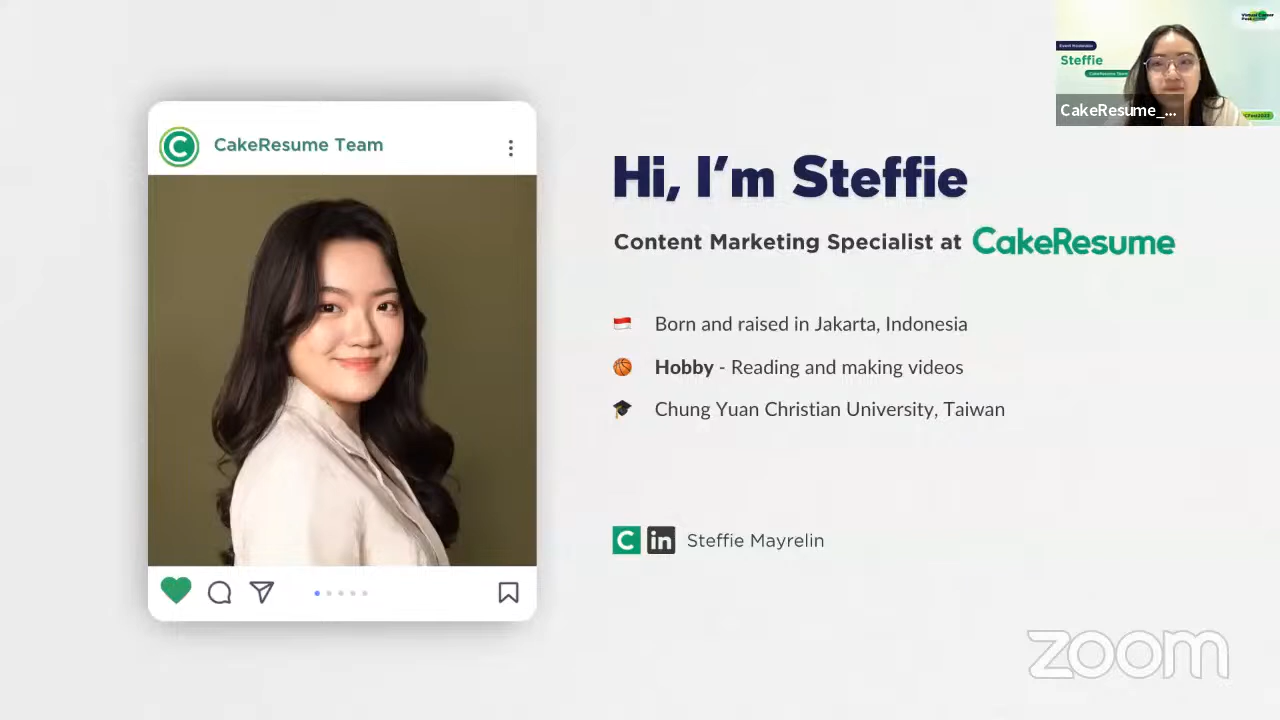 Steffie
CakeResume_...
C CakeResume Team
Hi, I'm Steffie
Content Marketing Specialist at CakeResume
Born and raised in Jakarta, Indonesia
Hobby - Reading and making videos
Chung Yuan Christian University, Taiwan
C in Steffie Mayrelin
zoom